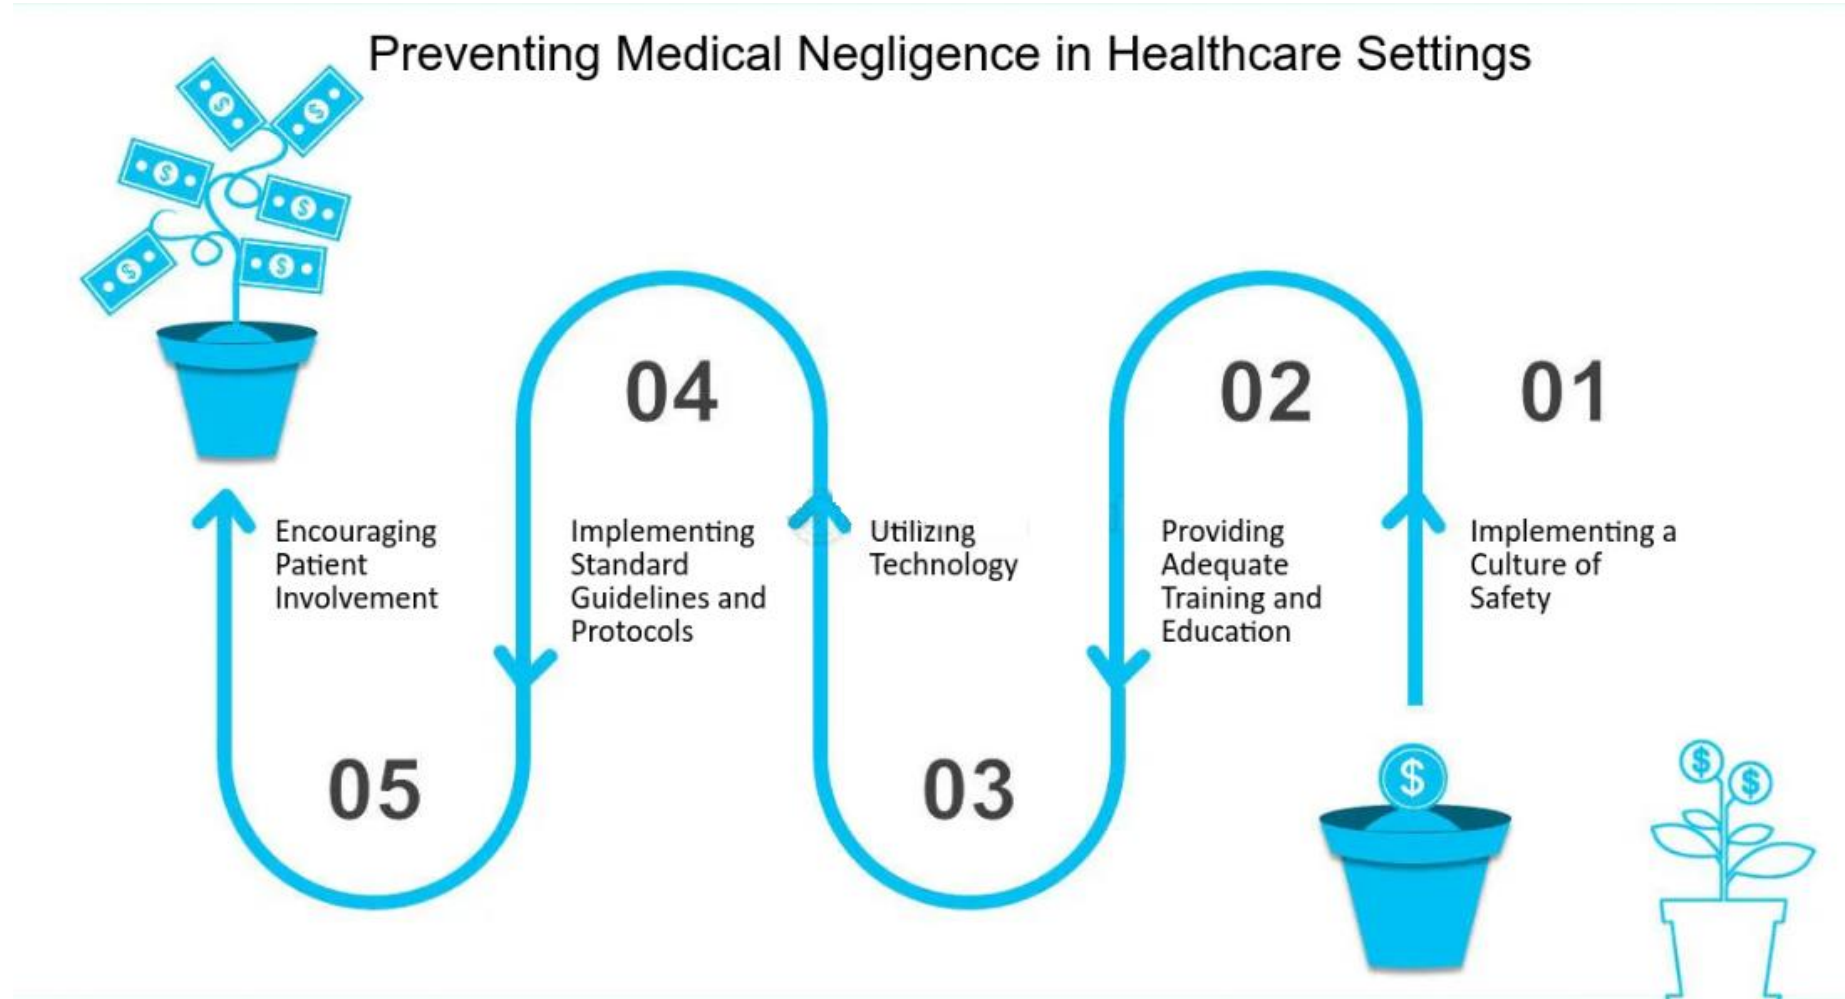 Preventing Medical Negligence in Healthcare Settings
01
Implementing a
Culture of
Safety
02
Providing
Adequate
Training and
Education
03
Utilizing
Technology
04
Implementing
Standard
Guidelines and
Protocols
05
Encouraging
Patient
Involvement
$
$
$
$
$
$
$
$
$